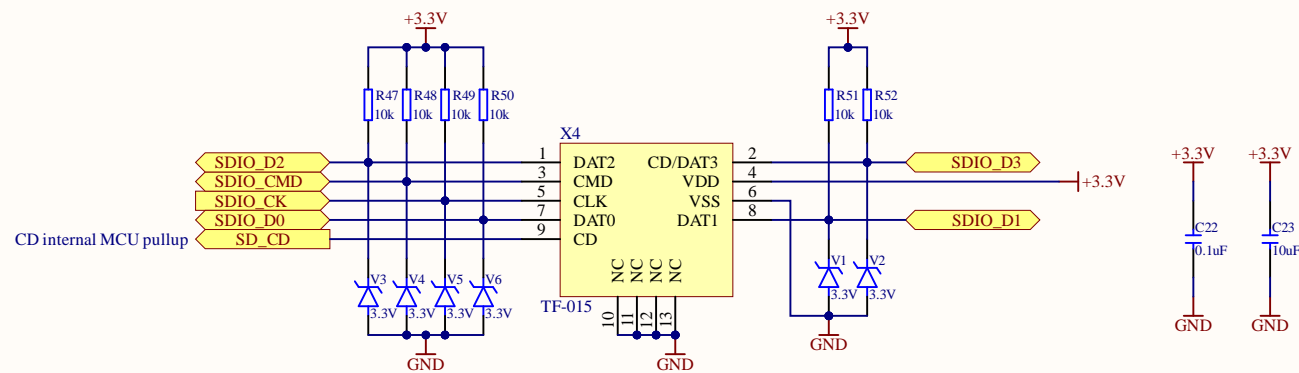 +3.3V
+3.3V
R47
10k
R48
10k
R49
10k
R50
10k
R51
10k
R52
10k
X4
SDIO_D2
1
DAT2
CD/DAT3
2
SDIO_D3
SDIO_CMD
3
CMD
VDD
4
+3.3V
SDIO_CK
5
CLK
VSS
6
SDIO_D0
7
DAT0
DAT1
8
SDIO_D1
CD internal MCU pullup
SD_CD
9
CD
NC
NC
NC
NC
TF-015
10
11
12
13
GND
V3
3.3V
V4
3.3V
V5
3.3V
V6
3.3V
GND
V1
3.3V
V2
3.3V
GND
+3.3V
C22
0.1uF
GND
+3.3V
C23
10uF
GND